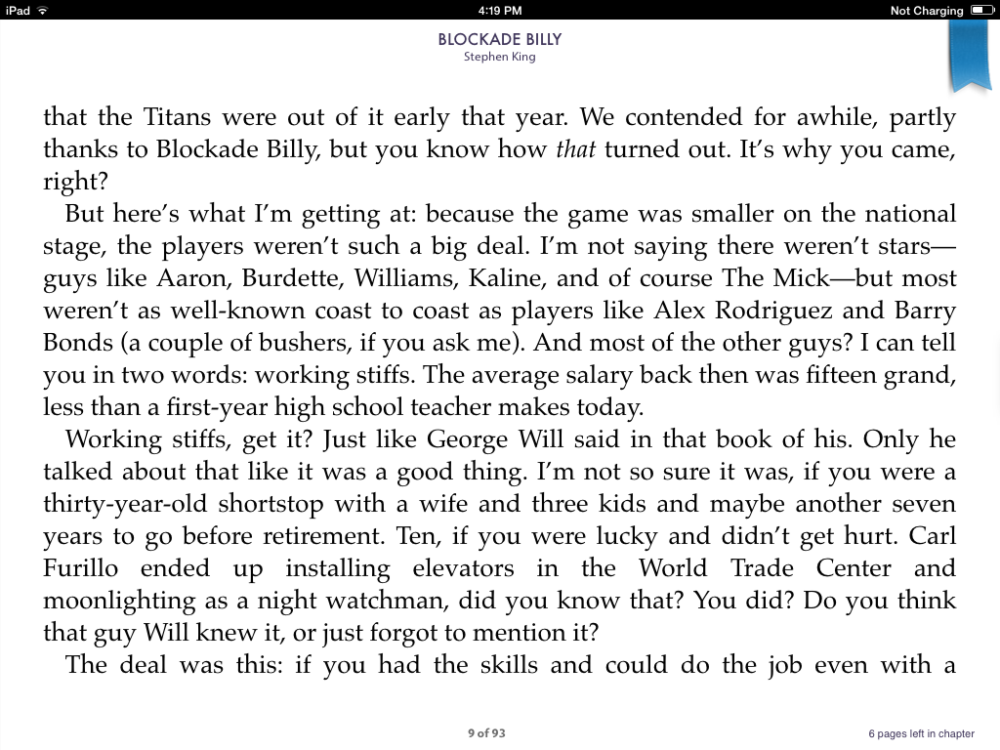 iPad 4:19 PM Not Charging
BLOCKADE BILLY
Stephen King
that the Titans were out of it early that year. We contended for awhile, partly
thanks to Blockade Billy, but you know how that turned out. It’s why you came,
right?
But here’s what I’m getting at: because the game was smaller on the national
stage, the players weren’t such a big deal. I’m not saying there weren’t stars—
guys like Aaron, Burdette, Williams, Kaline, and of course The Mick—but most
weren’t as well-known coast to coast as players like Alex Rodriguez and Barry
Bonds (a couple of bushers, if you ask me). And most of the other guys? I can tell
you in two words: working stiffs. The average salary back then was fifteen grand,
less than a first-year high school teacher makes today.
Working stiffs, get it? Just like George Will said in that book of his. Only he
talked about that like it was a good thing. I’m not so sure it was, if you were a
thirty-year-old shortstop with a wife and three kids and maybe another seven
years to go before retirement. Ten, if you were lucky and didn’t get hurt. Carl
Furillo ended up installing elevators in the World Trade Center and
moonlighting as a night watchman, did you know that? You did? Do you think
that guy Will knew it, or just forgot to mention it?
The deal was this: if you had the skills and could do the job even with a
9 of 93 6 pages left in chapter